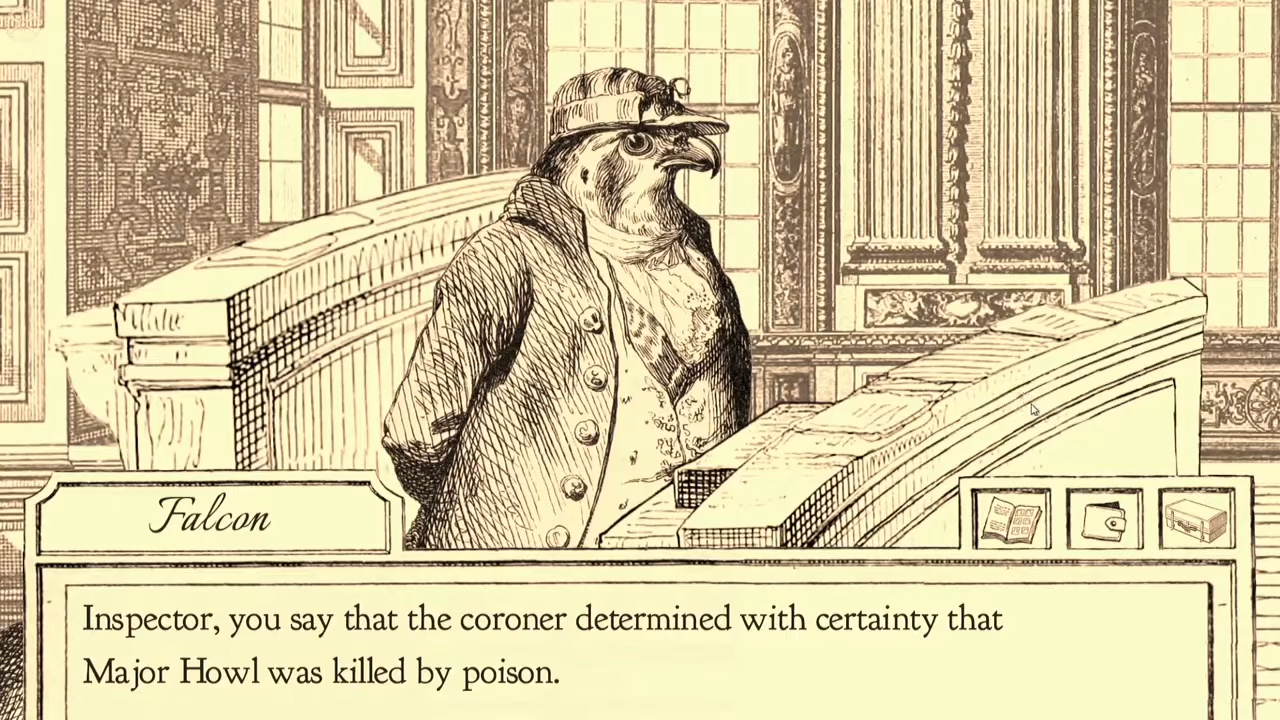 Falcon
Inspector, you say that the coroner determined with certainty that
Major Howl was killed by poison.